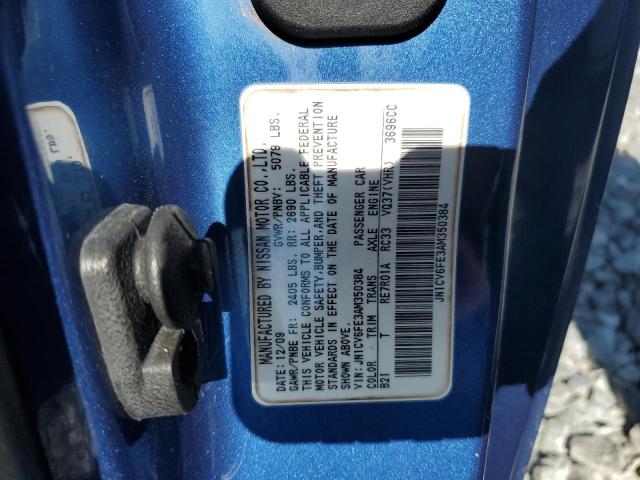 MANUFACTURED BY NISSAN MOTOR CO.,LTD.
DATE: 12/09 GVWR/PNBV: 5079 LBS.
GAWR/PNBE FR: 2405 LBS. RR: 2690 LBS.
THIS VEHICLE CONFORMS TO ALL APPLICABLE FEDERAL
MOTOR VEHICLE SAFETY,BUMPER,AND THEFT PREVENTION
STANDARDS IN EFFECT ON THE DATE OF MANUFACTURE
SHOWN ABOVE.
VIN: JN1CV6FE3AM350384 PASSENGER CAR
COLOR TRIM TRANS AXLE ENGINE
B21 T RE7R01A RC33 VQ37(VHR) 3696CC
JN1CV6FE3AM350384